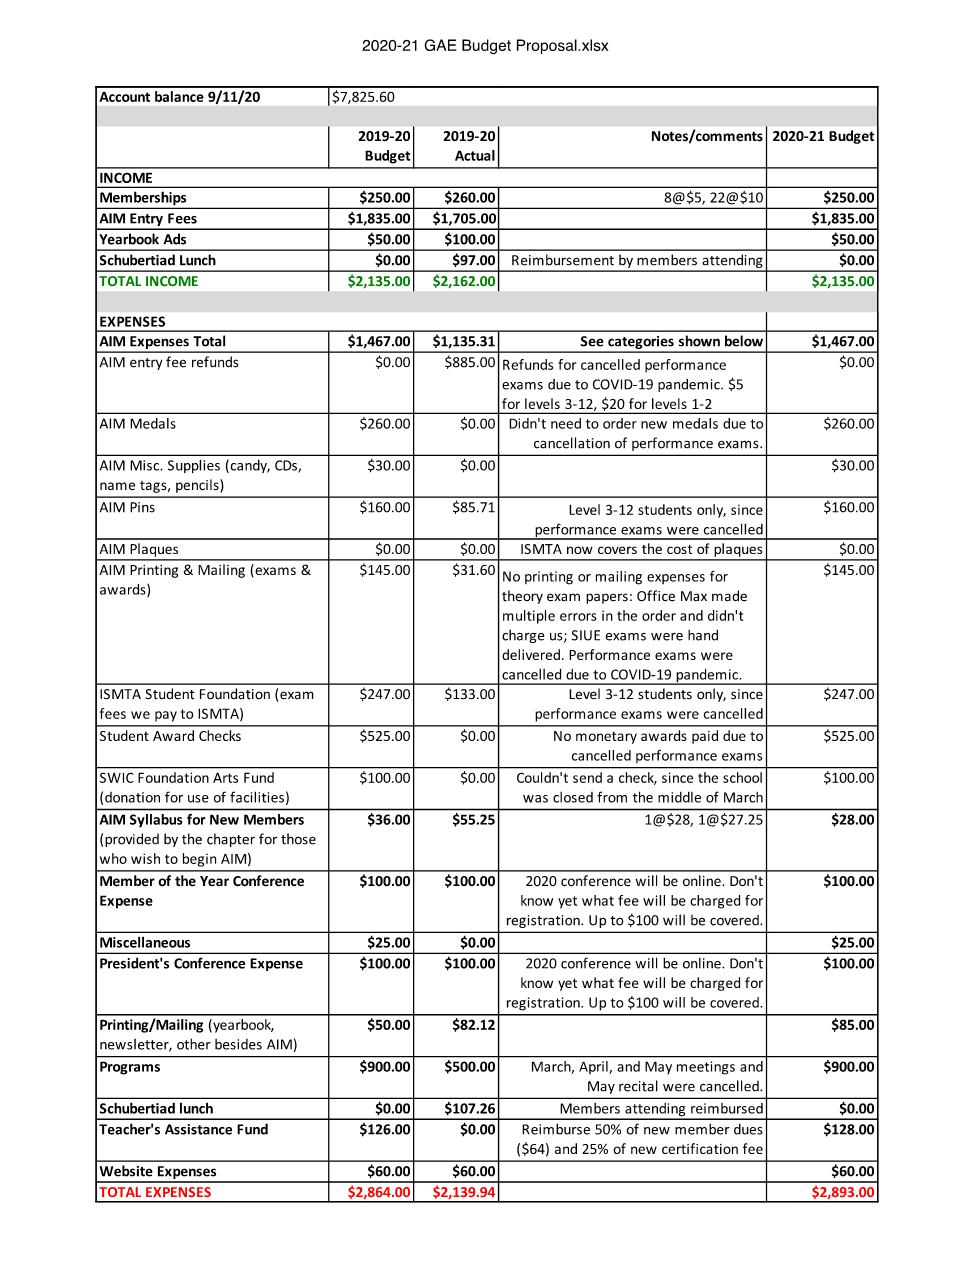 2020-21 GAE Budget Proposal.xlsx
Account balance 9/11/20 $7,825.60
2019-20 2019-20 Notes/comments 2020-21 Budget
Budget Actual
INCOME
Memberships $250.00 $260.00 8@$5, 22@$10 $250.00
AIM Entry Fees $1,835.00 $1,705.00 $1,835.00
Yearbook Ads $50.00 $100.00 $50.00
Schubertiad Lunch $0.00 $97.00 Reimbursement by members attending $0.00
TOTAL INCOME $2,135.00 $2,162.00 $2,135.00
EXPENSES
AIM Expenses Total $1,467.00 $1,135.31 See categories shown below $1,467.00
AIM entry fee refunds $0.00 $885.00 Refunds for cancelled performance $0.00
exams due to COVID-19 pandemic. $5
for levels 3-12, $20 for levels 1-2
AIM Medals $260.00 $0.00 Didn't need to order new medals due to $260.00
cancellation of performance exams.
AIM Misc. Supplies (candy, CDs, $30.00 $0.00 $30.00
name tags, pencils)
AIM Pins $160.00 $85.71 Level 3-12 students only, since $160.00
performance exams were cancelled
AIM Plaques $0.00 $0.00 ISMTA now covers the cost of plaques $0.00
AIM Printing & Mailing (exams & $145.00 $31.60 No printing or mailing expenses for $145.00
awards) theory exam papers: Office Max made
multiple errors in the order and didn't
charge us; SIUE exams were hand
delivered. Performance exams were
cancelled due to COVID-19 pandemic.
ISMTA Student Foundation (exam $247.00 $133.00 Level 3-12 students only, since $247.00
fees we pay to ISMTA) performance exams were cancelled
Student Award Checks $525.00 $0.00 No monetary awards paid due to $525.00
cancelled performance exams
SWIC Foundation Arts Fund $100.00 $0.00 Couldn't send a check, since the school $100.00
(donation for use of facilities) was closed from the middle of March
AIM Syllabus for New Members $36.00 $55.25 1@$28, 1@$27.25 $28.00
(provided by the chapter for those
who wish to begin AIM)
Member of the Year Conference $100.00 $100.00 2020 conference will be online. Don't $100.00
Expense know yet what fee will be charged for
registration. Up to $100 will be covered.
Miscellaneous $25.00 $0.00 $25.00
President's Conference Expense $100.00 $100.00 2020 conference will be online. Don't $100.00
know yet what fee will be charged for
registration. Up to $100 will be covered.
Printing/Mailing (yearbook, $50.00 $82.12 $85.00
newsletter, other besides AIM)
Programs $900.00 $500.00 March, April, and May meetings and $900.00
May recital were cancelled.
Schubertiad lunch $0.00 $107.26 Members attending reimbursed $0.00
Teacher's Assistance Fund $126.00 $0.00 Reimburse 50% of new member dues $128.00
($64) and 25% of new certification fee
Website Expenses $60.00 $60.00 $60.00
TOTAL EXPENSES $2,864.00 $2,139.94 $2,893.00